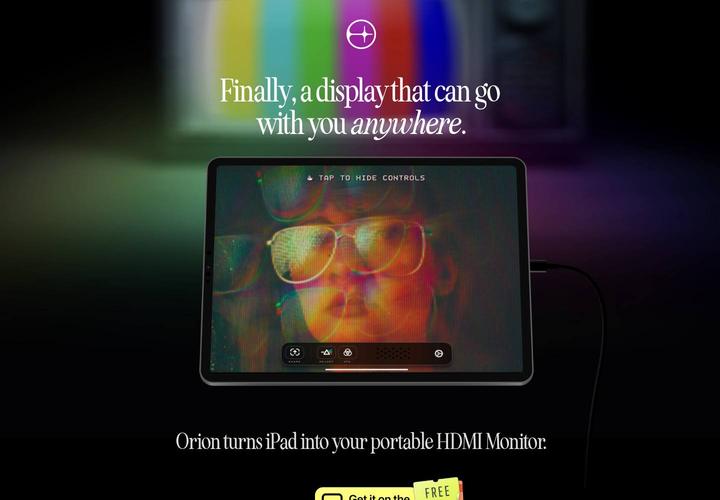 Finally, a display that can go
with you anywhere.
TAP TO HIDE CONTROLS
Orion turns iPad into your portable HDMI Monitor.
Get it on the
FREE